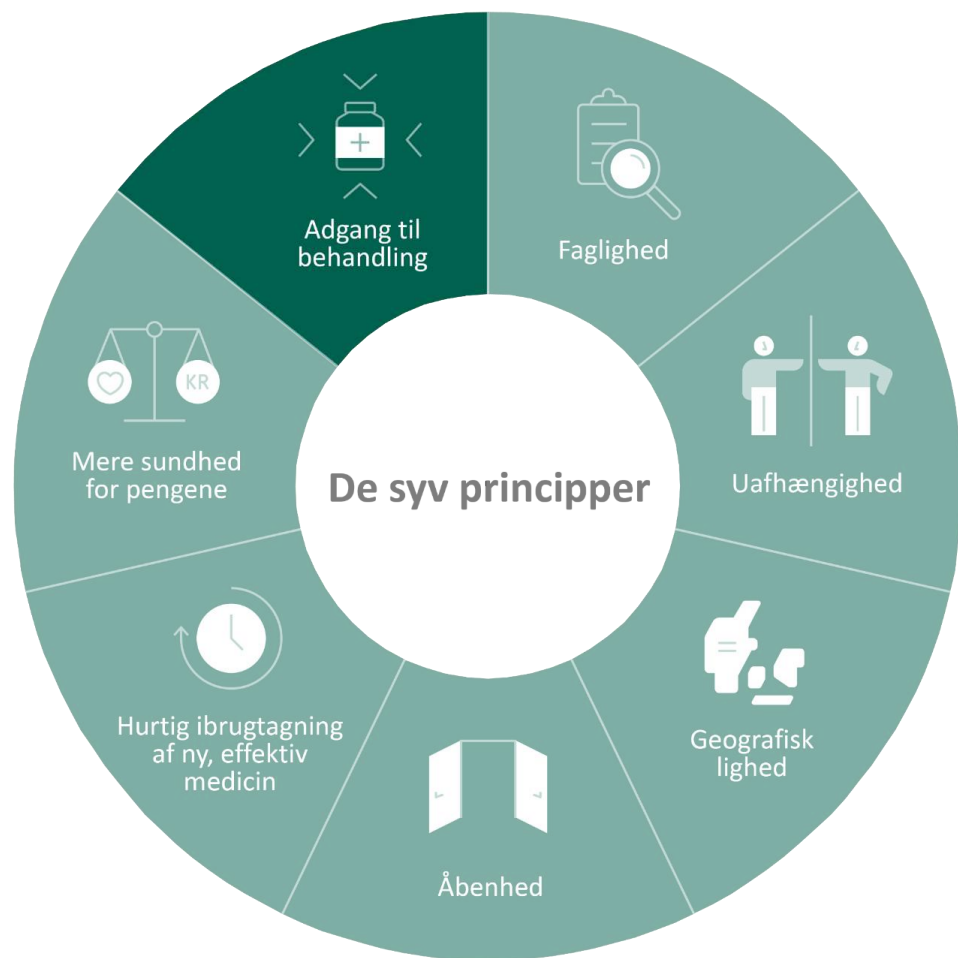 Adgang til
behandling
Faglighed
Mere sundhed
for pengene
KR
De syv principper
Uafhængighed
Hurtig ibrugtagning
af ny, effektiv
medicin
Geografisk
lighed
Åbenhed